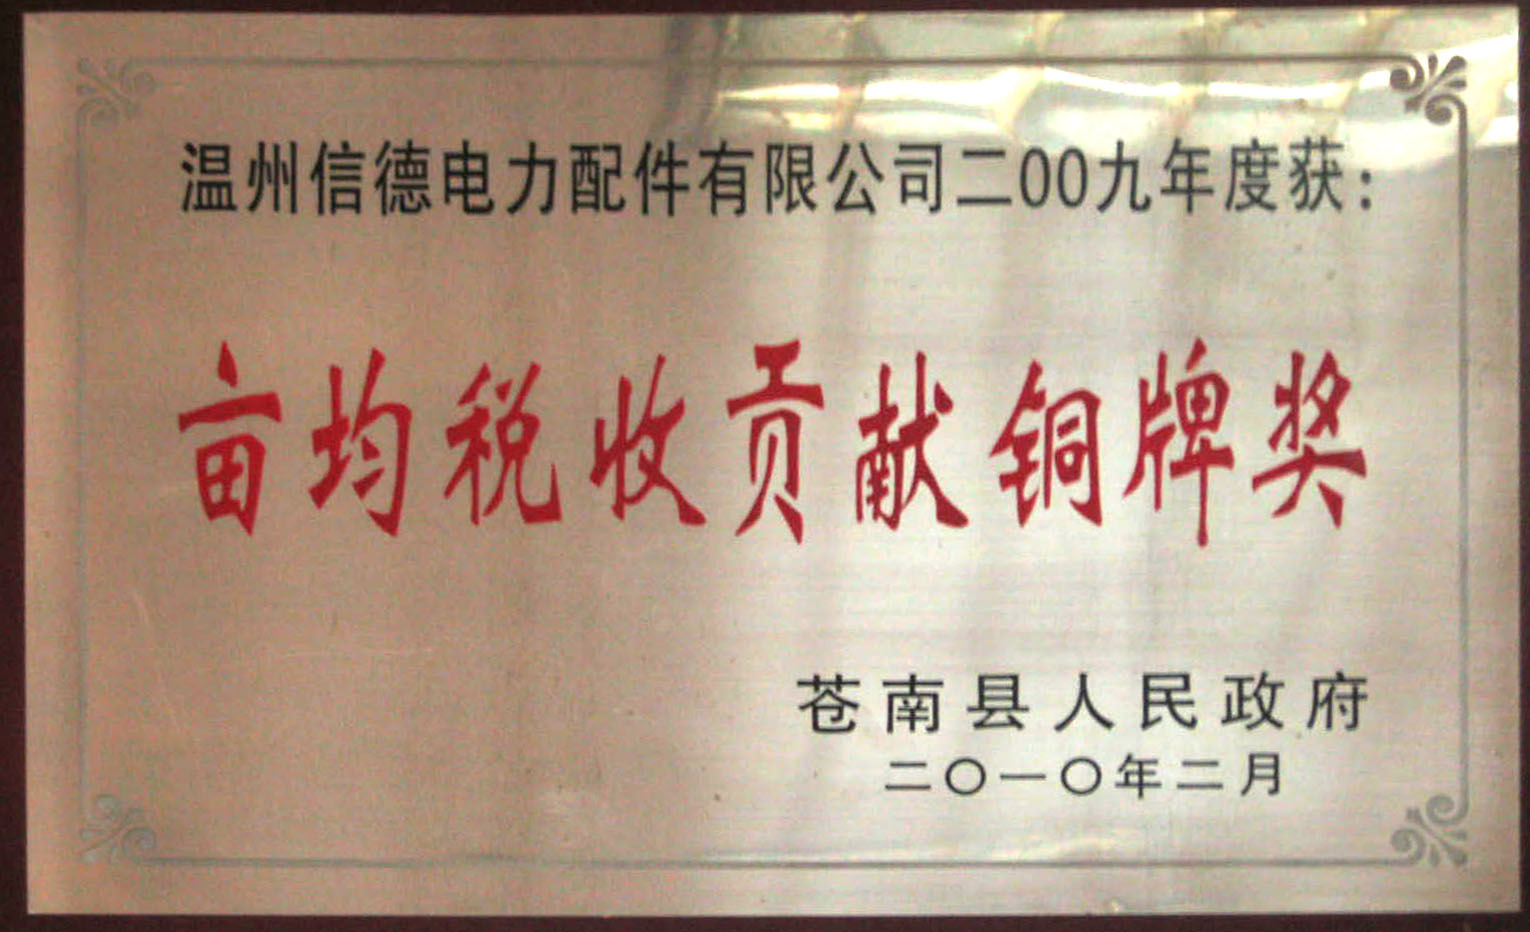 温州信德电力配件有限公司二00九年度获：
亩均税收贡献铜牌奖
苍南县人民政府
二〇一〇年二月